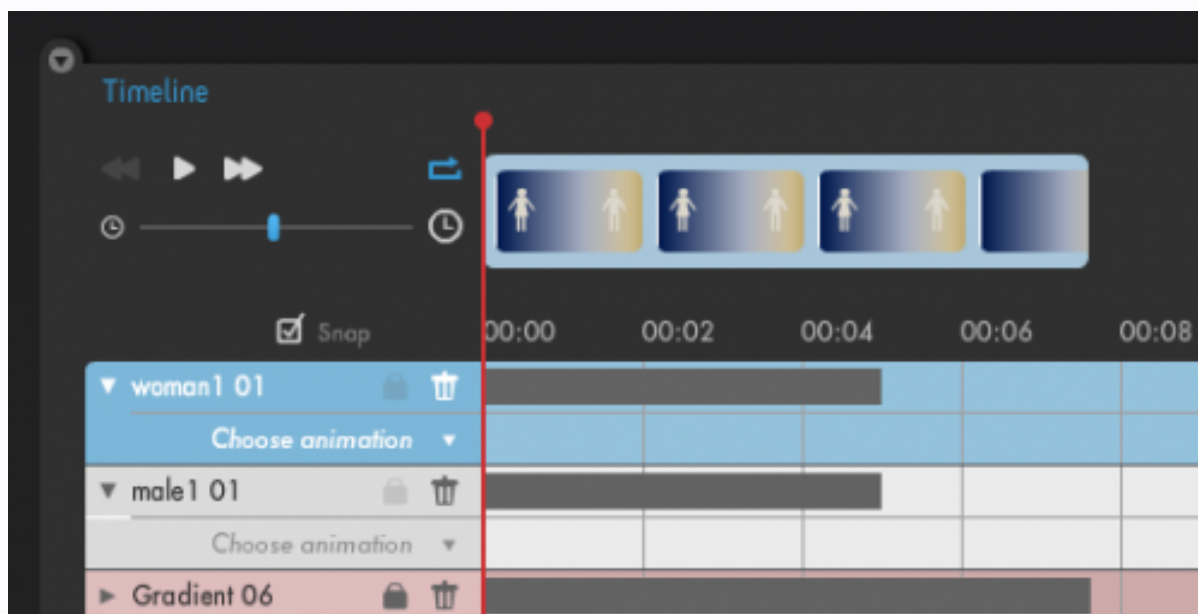 Timeline
Snap
00:00 00:02 00:04 00:06 00:08
woman1 01
Choose animation
male1 01
Choose animation
Gradient 06